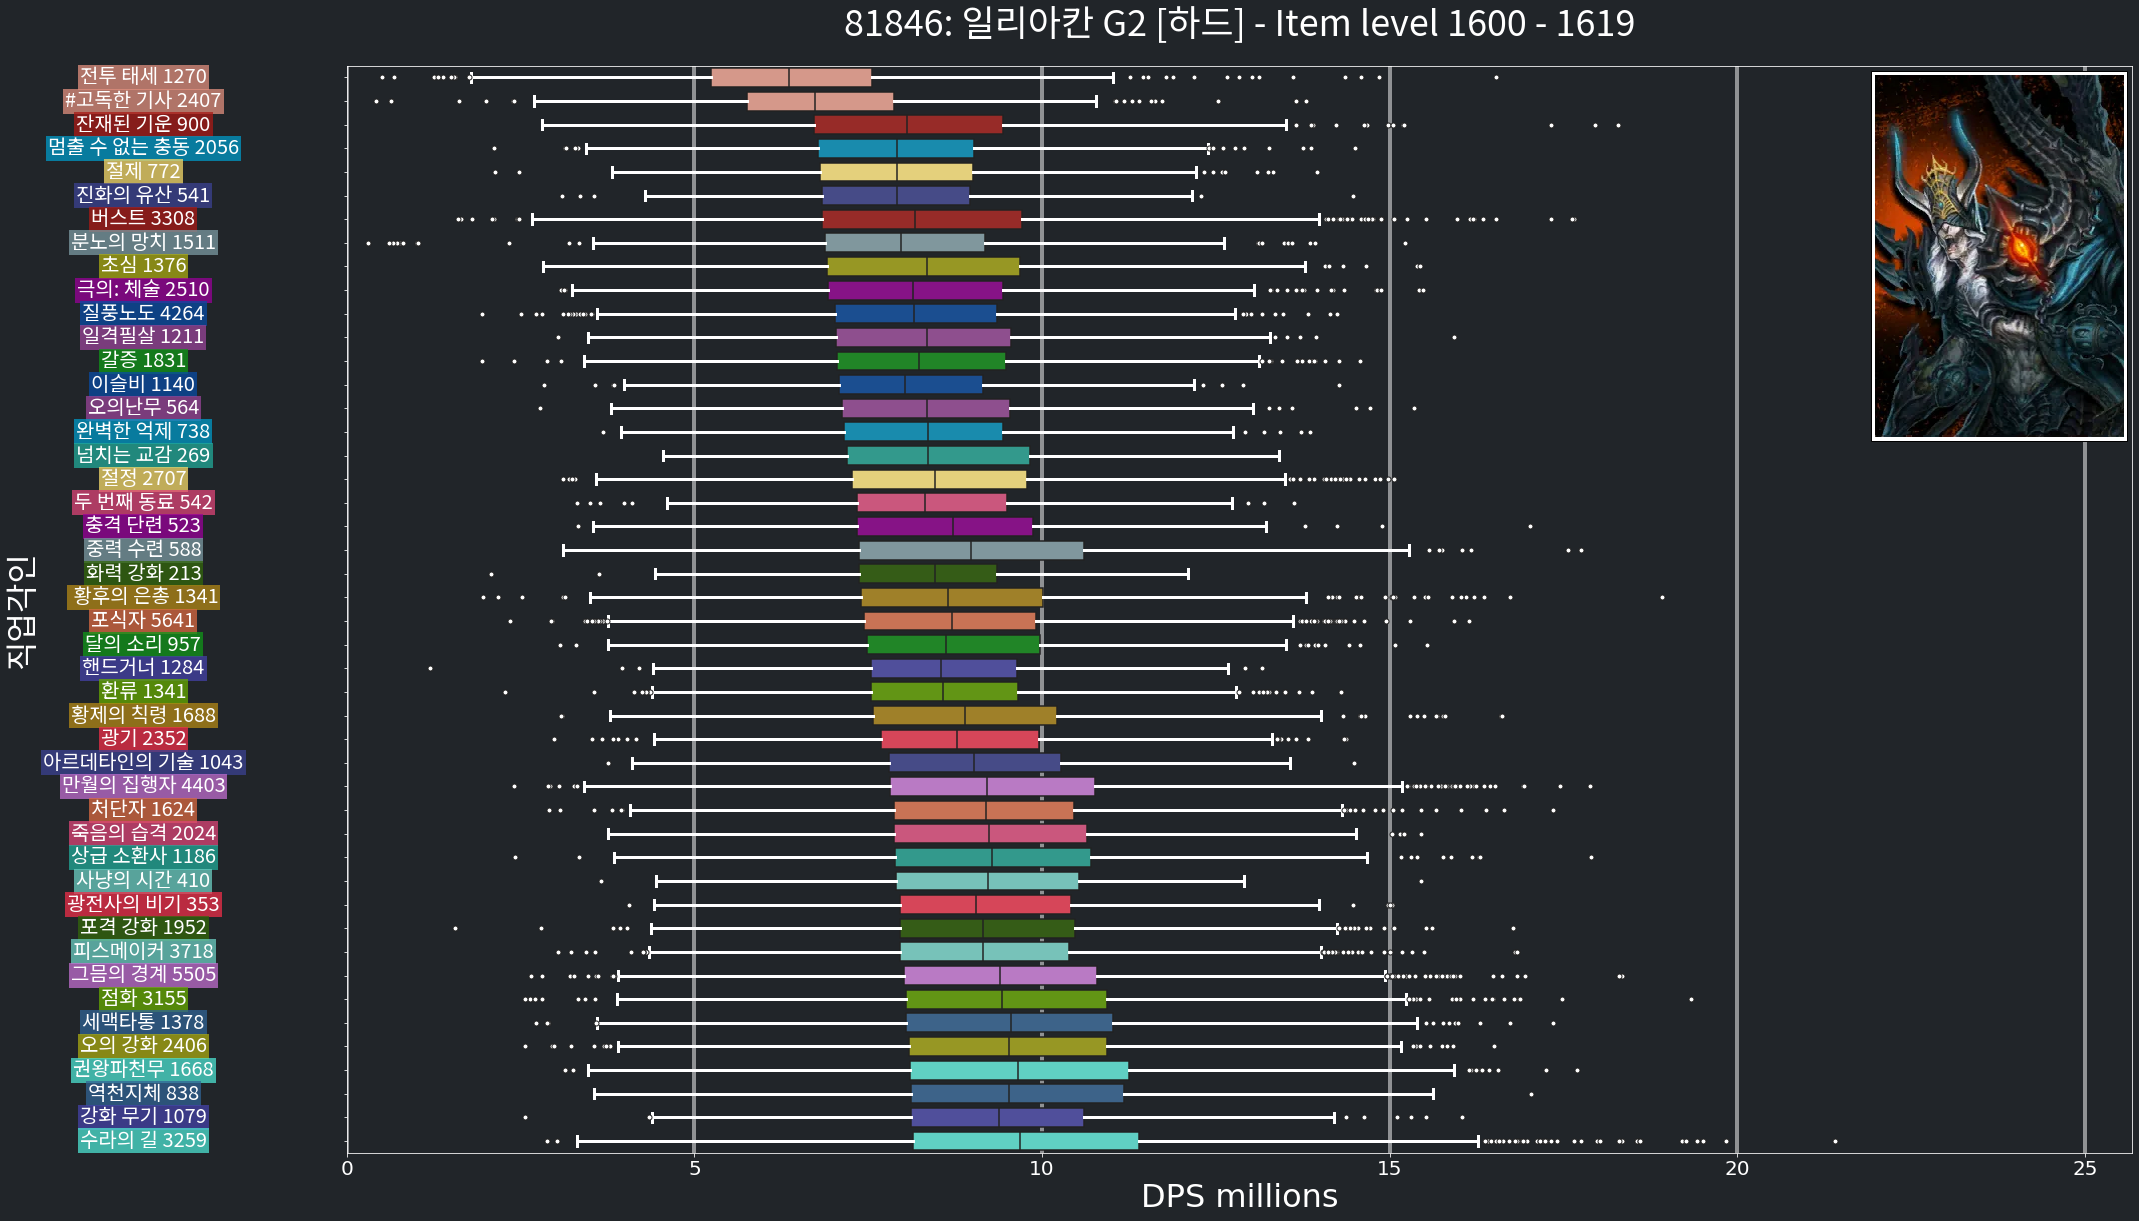 81846: 일리아칸 G2 [하드] - Item level 1600 - 1619
직업각인
전투 태세 1270
#고독한 기사 2407
잔재된 기운 900
멈출 수 없는 충동 2056
절제 772
진화의 유산 541
버스트 3308
분노의 망치 1511
초심 1376
극의: 체술 2510
질풍노도 4264
일격필살 1211
갈증 1831
이슬비 1140
오의난무 564
완벽한 억제 738
넘치는 교감 269
절정 2707
두 번째 동료 542
충격 단련 523
중력 수련 588
화력 강화 213
황후의 은총 1341
포식자 5641
달의 소리 957
핸드거너 1284
환류 1341
황제의 칙령 1688
광기 2352
아르데타인의 기술 1043
만월의 집행자 4403
처단자 1624
죽음의 습격 2024
상급 소환사 1186
사냥의 시간 410
광전사의 비기 353
포격 강화 1952
피스메이커 3718
그믐의 경계 5505
점화 3155
세맥타통 1378
오의 강화 2406
권왕파천무 1668
역천지체 838
강화 무기 1079
수라의 길 3259
0 5 10 15 20 25
DPS millions